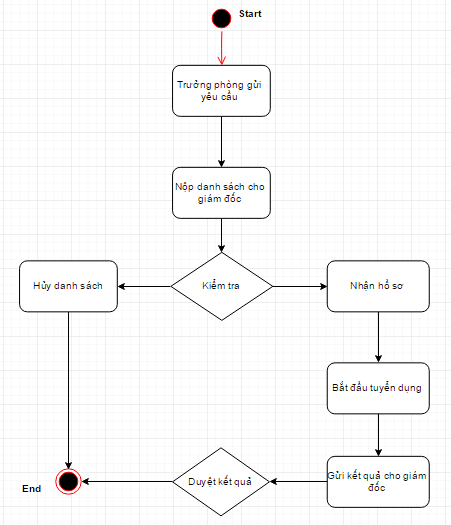 Start
Trưởng phòng gửi
yêu cầu
Nộp danh sách cho
giám đốc
Hủy danh sách
Kiểm tra
Nhận hồ sơ
Bắt đầu tuyển dụng
Gửi kết quả cho giám
đốc
Duyệt kết quả
End